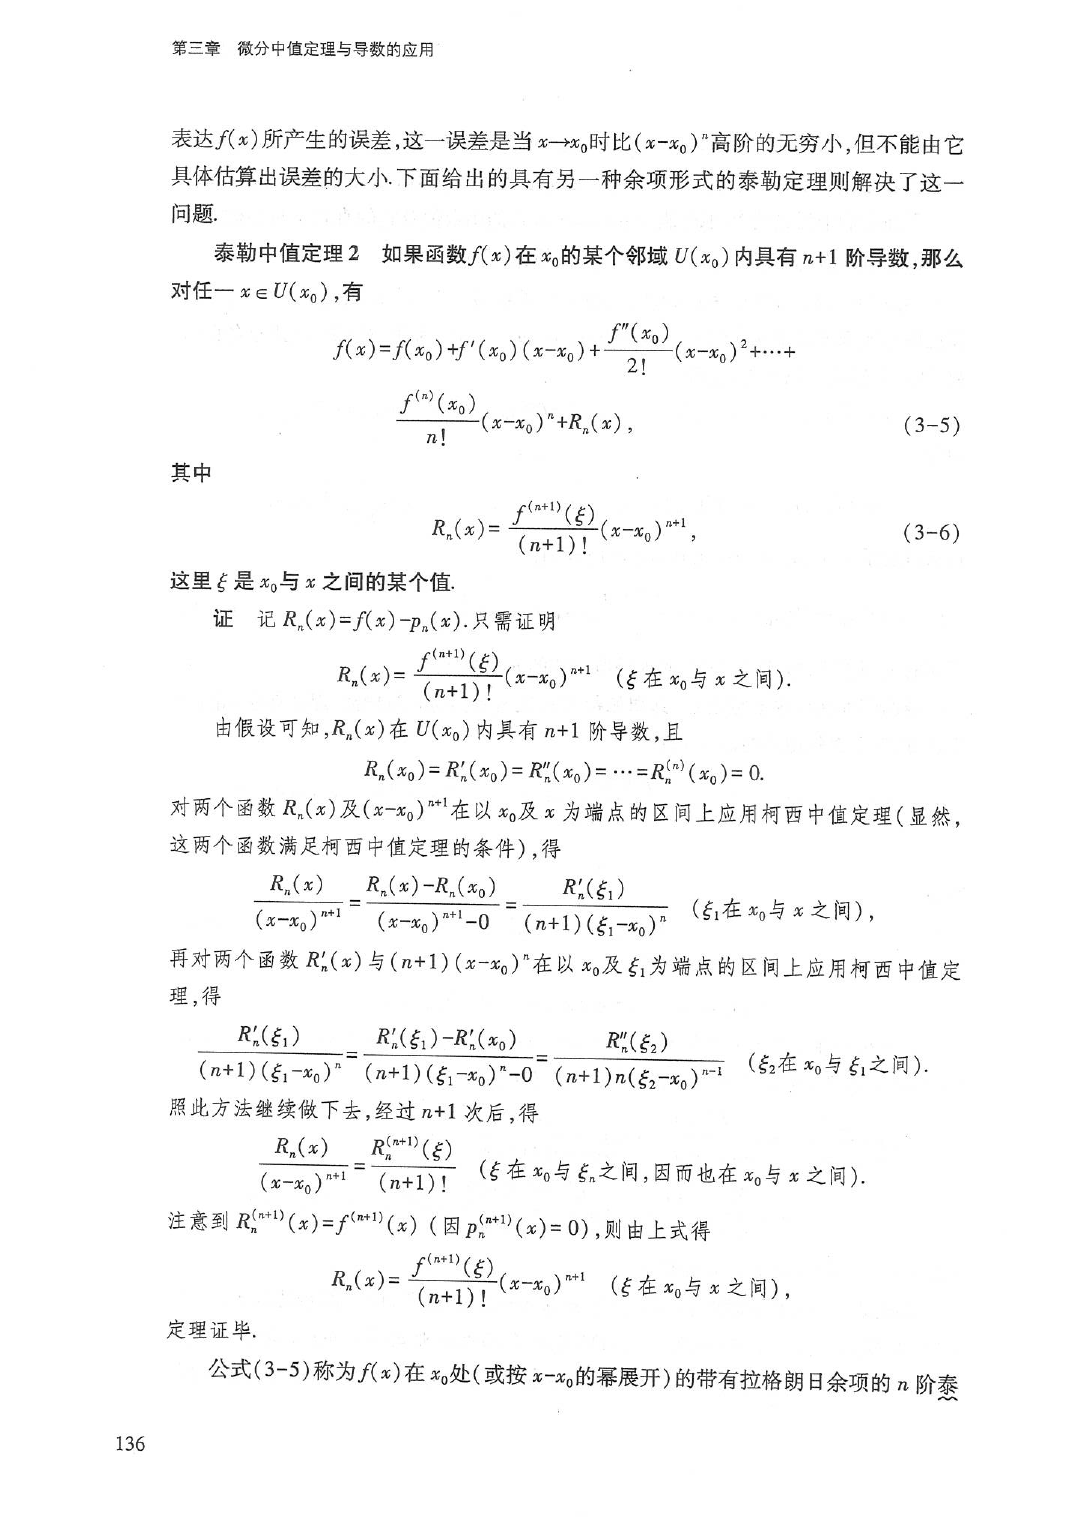 第三章 微分中值定理与导数的应用
表达f(x)所产生的误差,这一误差是当x→x₀时比(x-x₀)ⁿ高阶的无穷小,但不能由它
具体估算出误差的大小.下面给出的具有另一种余项形式的泰勒定理则解决了这一
问题.
泰勒中值定理2 如果函数f(x)在x₀的某个邻域U(x₀)内具有n+1阶导数,那么
对任一x∈U(x₀),有
f(x)=f(x₀)+f'(x₀)(x-x₀)+\frac{f''(x₀)}{2!}(x-x₀)²+…+
\frac{f^{(n)}(x₀)}{n!}(x-x₀)ⁿ+Rₙ(x), (3-5)
其中
Rₙ(x)=\frac{f^{(n+1)}(ξ)}{(n+1)!}(x-x₀)^{n+1}, (3-6)
这里ξ是x₀与x之间的某个值.
证 记Rₙ(x)=f(x)-pₙ(x).只需证明
Rₙ(x)=\frac{f^{(n+1)}(ξ)}{(n+1)!}(x-x₀)^{n+1} (ξ在x₀与x之间).
由假设可知,Rₙ(x)在U(x₀)内具有n+1阶导数,且
Rₙ(x₀)=R'ₙ(x₀)=R''ₙ(x₀)=…=Rₙ^{(n)}(x₀)=0.
对两个函数Rₙ(x)及(x-x₀)^{n+1}在以x₀及x为端点的区间上应用柯西中值定理(显然,
这两个函数满足柯西中值定理的条件),得
\frac{Rₙ(x)}{(x-x₀)^{n+1}}=\frac{Rₙ(x)-Rₙ(x₀)}{(x-x₀)^{n+1}-0}=\frac{R'ₙ(ξ₁)}{(n+1)(ξ₁-x₀)ⁿ} (ξ₁在x₀与x之间),
再对两个函数R'ₙ(x)与(n+1)(x-x₀)ⁿ在以x₀及ξ₁为端点的区间上应用柯西中值定
理,得
\frac{R'ₙ(ξ₁)}{(n+1)(ξ₁-x₀)ⁿ}=\frac{R'ₙ(ξ₁)-R'ₙ(x₀)}{(n+1)(ξ₁-x₀)ⁿ-0}=\frac{R''ₙ(ξ₂)}{(n+1)n(ξ₂-x₀)^{n-1}} (ξ₂在x₀与ξ₁之间).
照此方法继续做下去,经过n+1次后,得
\frac{Rₙ(x)}{(x-x₀)^{n+1}}=\frac{Rₙ^{(n+1)}(ξ)}{(n+1)!} (ξ在x₀与ξₙ之间,因而也在x₀与x之间).
注意到Rₙ^{(n+1)}(x)=f^{(n+1)}(x)(因pₙ^{(n+1)}(x)=0),则由上式得
Rₙ(x)=\frac{f^{(n+1)}(ξ)}{(n+1)!}(x-x₀)^{n+1} (ξ在x₀与x之间),
定理证毕.
公式(3-5)称为f(x)在x₀处(或按x-x₀的幂展开)的带有拉格朗日余项的n阶泰
136